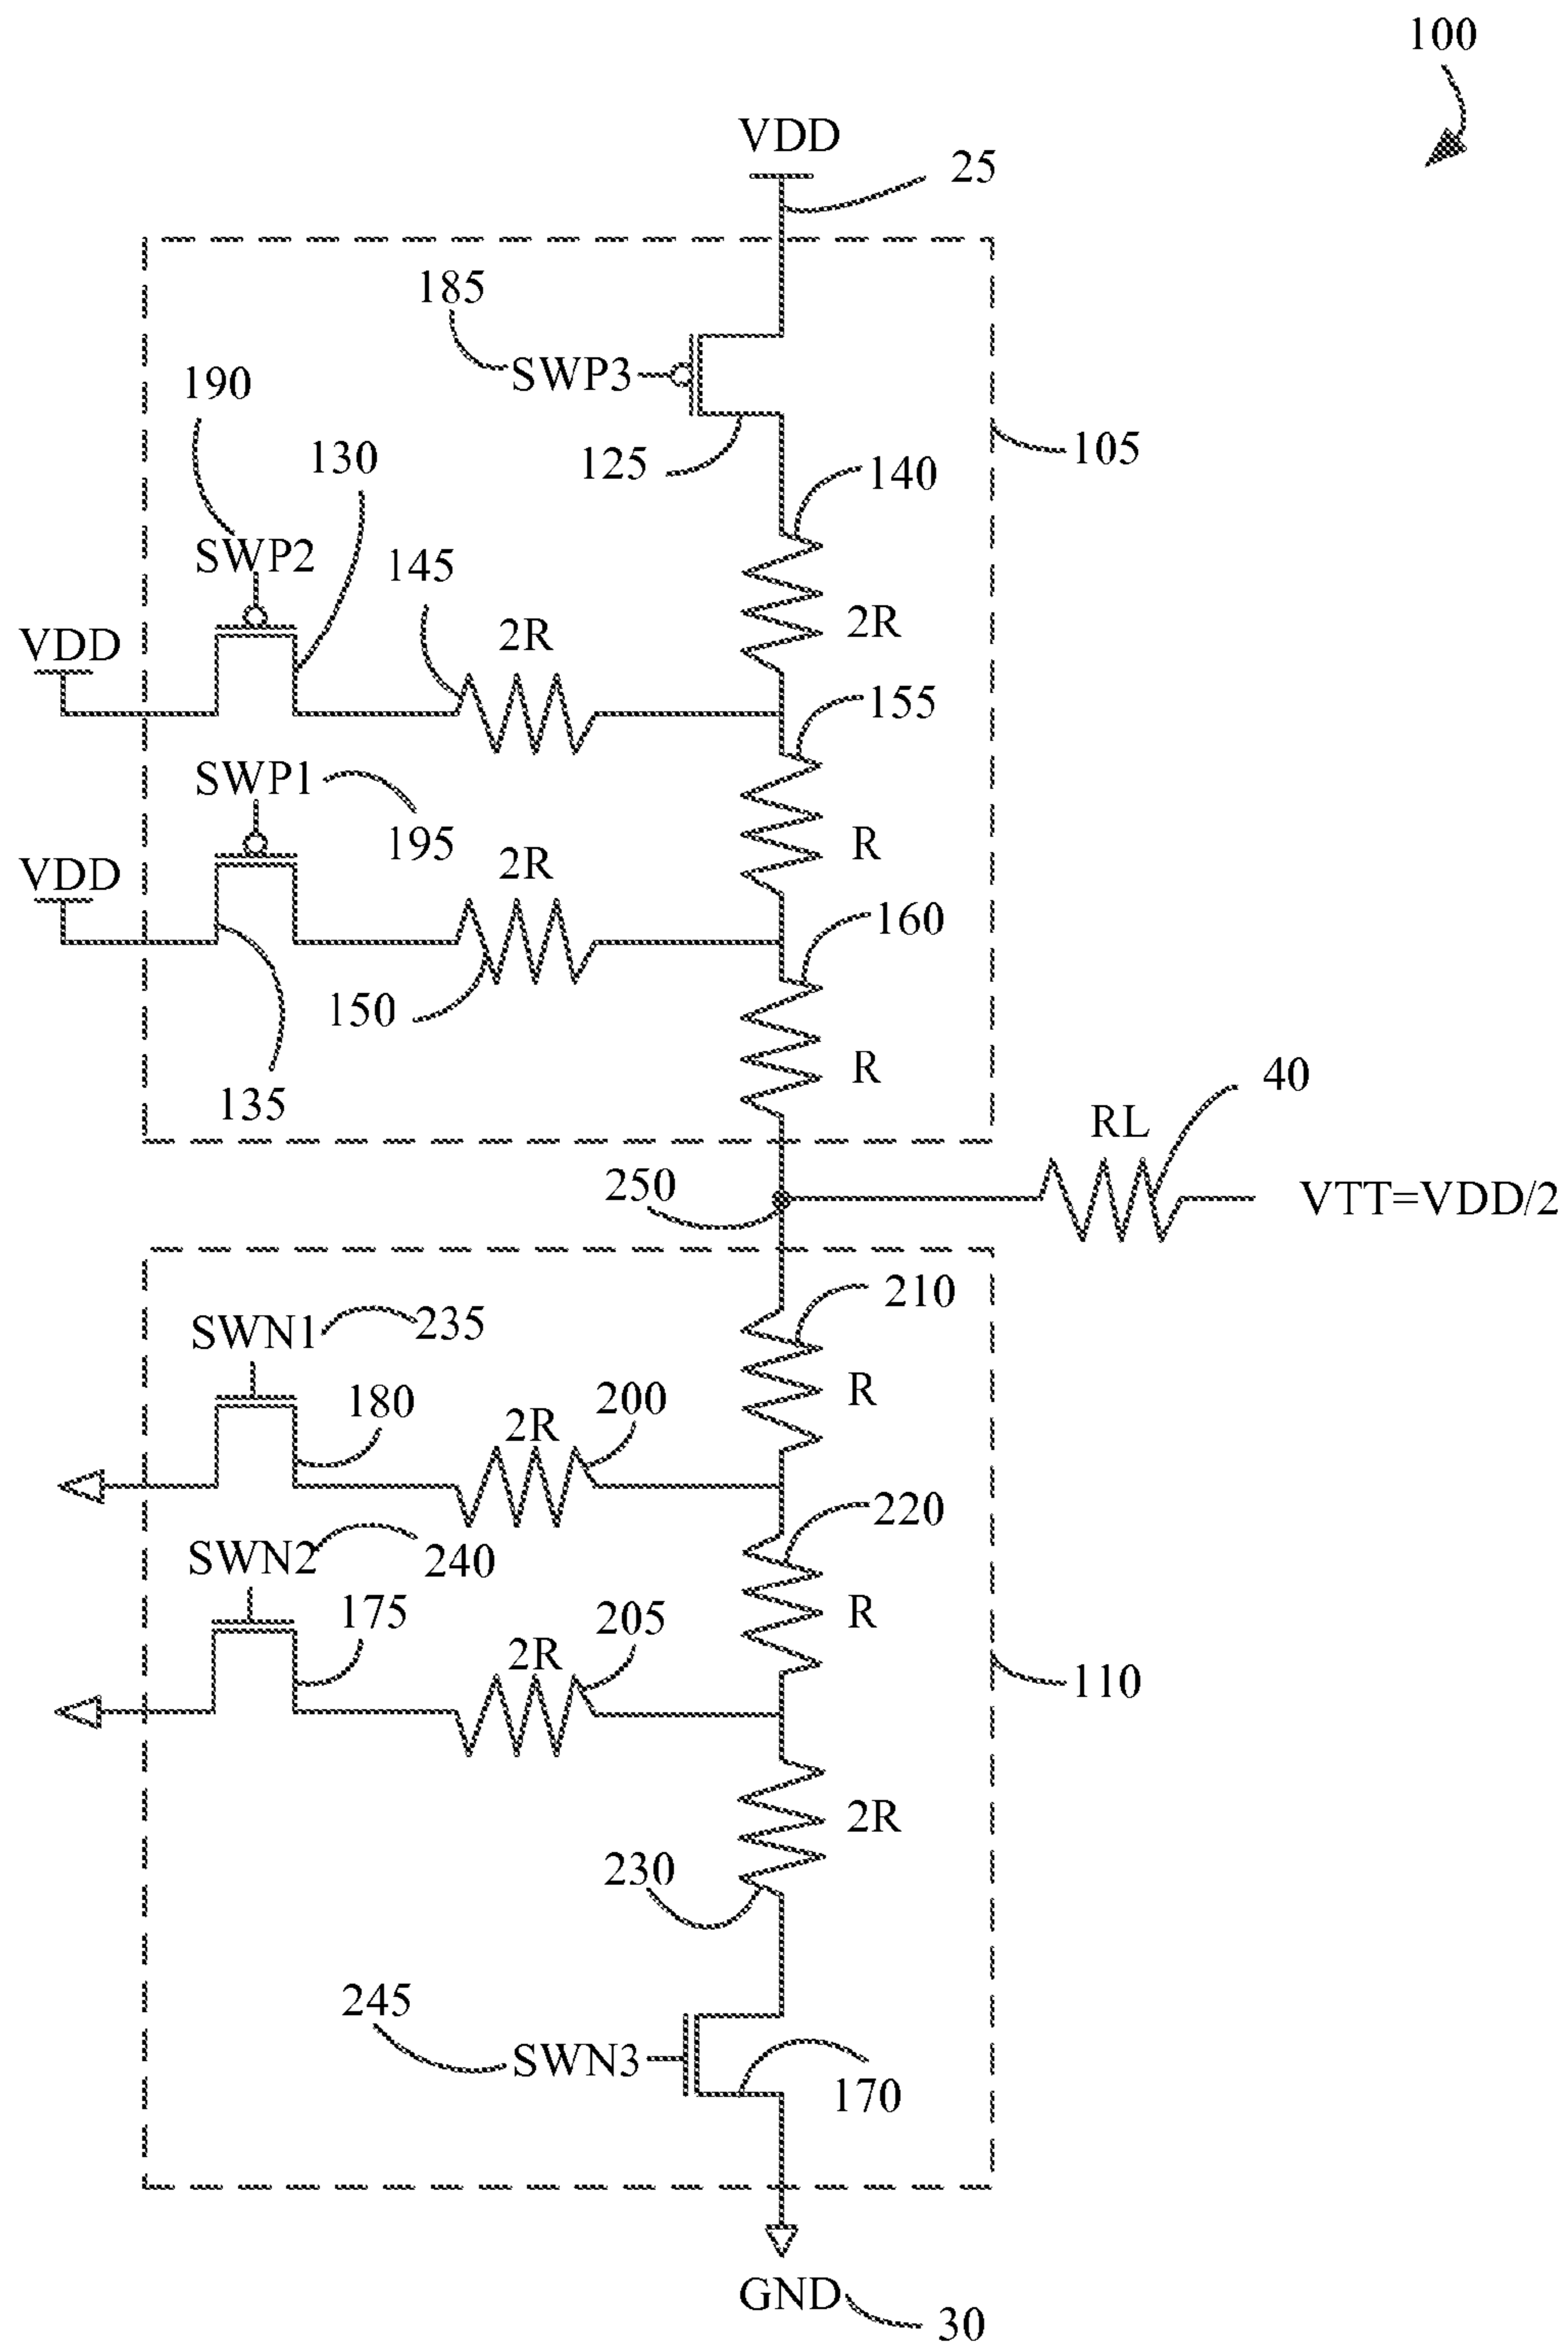 100
VDD
25
185
SWP3
190
130
125
105
140
SWP2
145
2R
2R
VDD
155
SWP1
195
2R
R
VDD
160
150
R
135
40
RL
250
VTT=VDD/2
210
235
SWN1
R
180
200
2R
220
SWN2
240
175
205
R
2R
110
2R
230
245
SWN3
170
GND
30